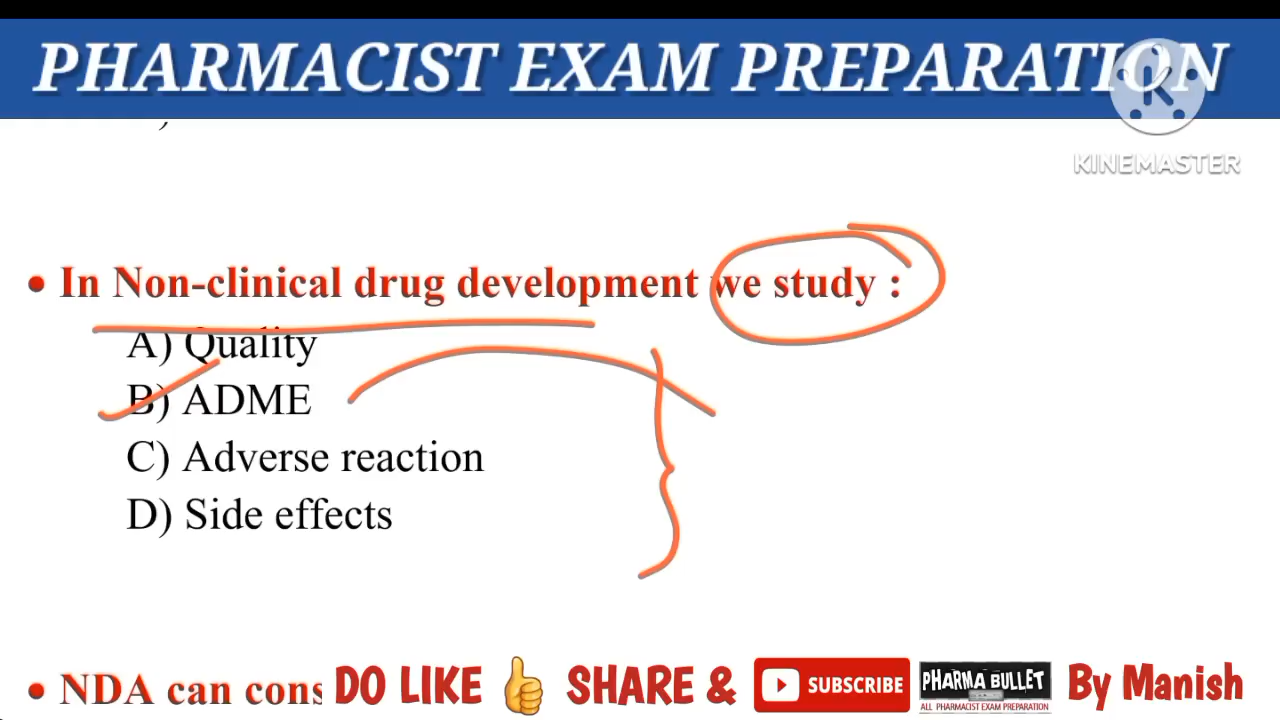 PHARMACIST EXAM PREPARATION
K
KINEMASTER
• In Non-clinical drug development we study :
A) Quality
B) ADME
C) Adverse reaction
D) Side effects
• NDA can cons
DO LIKE SHARE & SUBSCRIBE PHARMA BULLET By Manish
ALL PHARMACIST EXAM PREPARATION